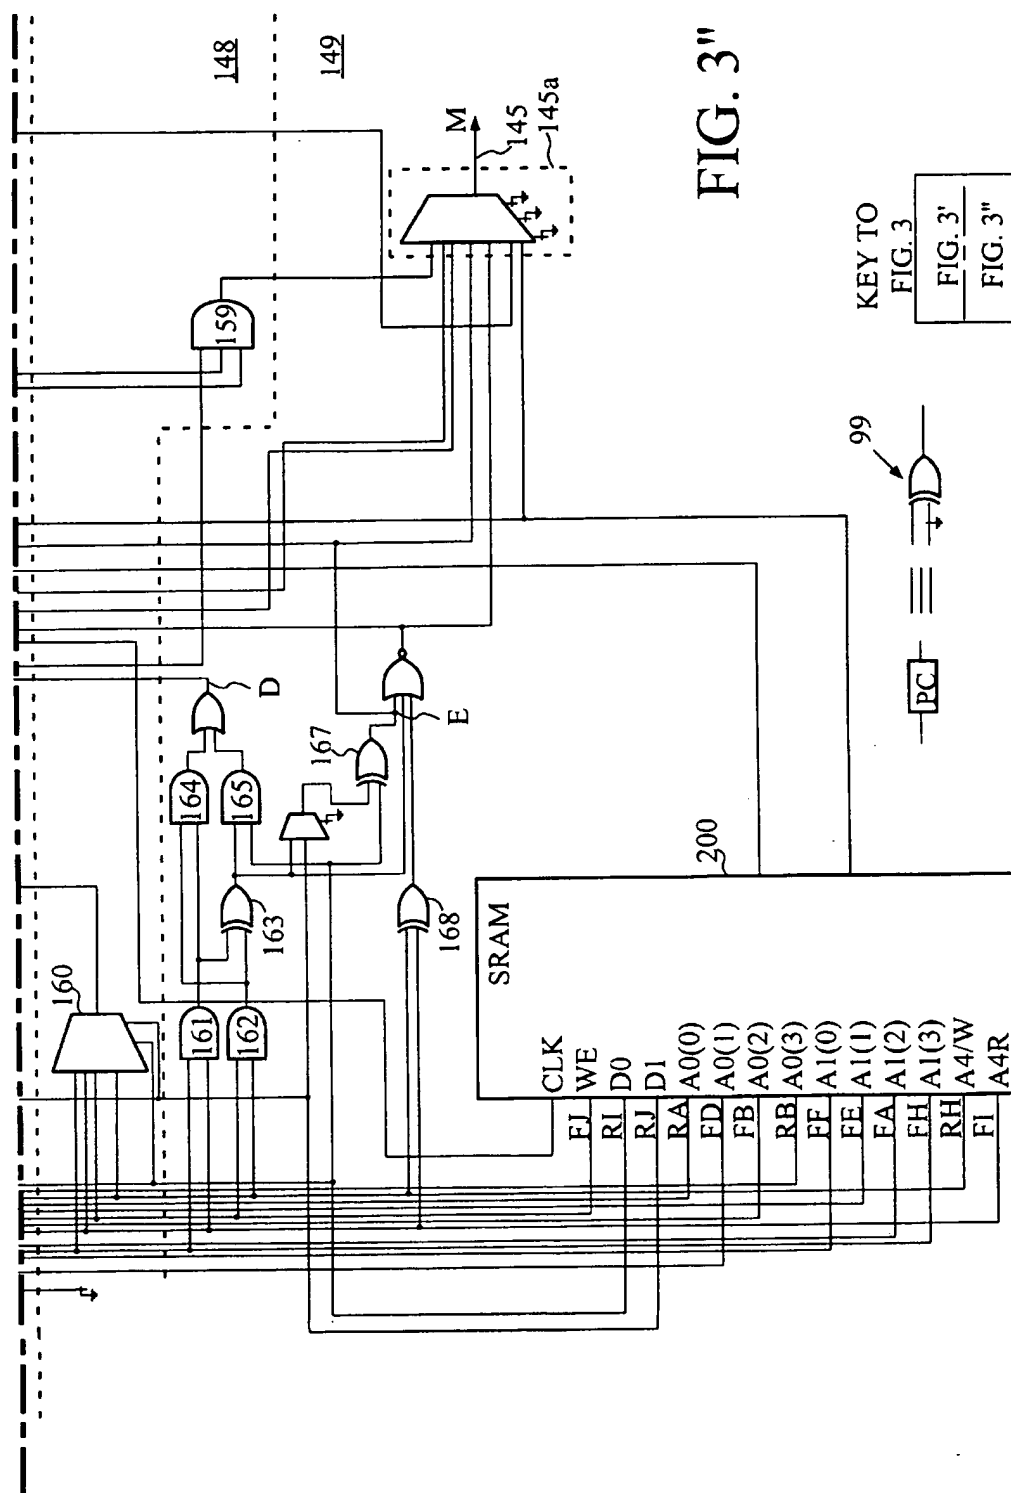 148
149
160
159
M
145
145a
161
162
163
164
165
D
167
E
168
FIG. 3"
SRAM
200
CLK
FJ WE
RI D0
RJ D1
RA A0(0)
FD A0(1)
FB A0(2)
RB A0(3)
FF A1(0)
FE A1(1)
FA A1(2)
FH A1(3)
RH A4/W
FI A4R
PC
99
KEY TO
FIG. 3
FIG. 3'
FIG. 3"